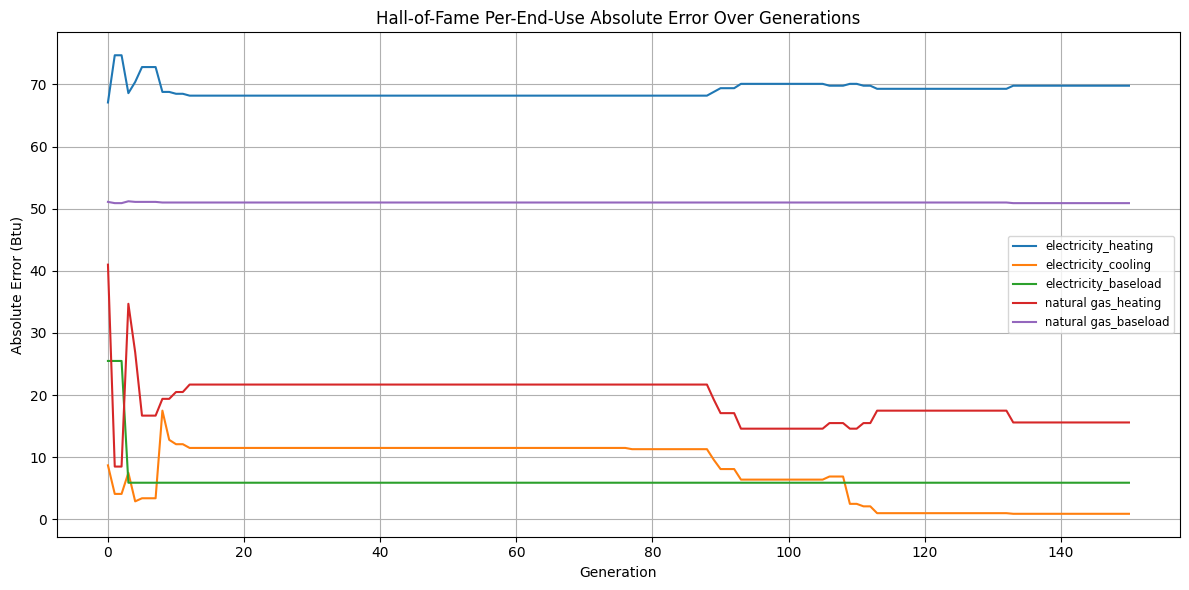 Hall-of-Fame Per-End-Use Absolute Error Over Generations
Absolute Error (Btu)
70
60
50
40
30
20
10
0
electricity_heating
electricity_cooling
electricity_baseload
natural gas_heating
natural gas_baseload
0 20 40 60 80 100 120 140
Generation